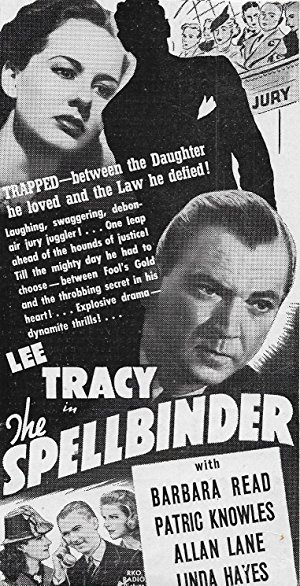 JURY
TRAPPED—between the Daughter
he loved and the Law he defied!
Laughing, swaggering, debon-
air jury juggler! . . . One leap
ahead of the hounds of justice!
Till the mighty day he had to
choose—between Fool's Gold
and the throbbing secret in his
heart! . . . Explosive drama—
dynamite thrills! . . .
LEE
TRACY
in
The
SPELLBINDER
with
BARBARA READ
PATRIC KNOWLES
ALLAN LANE
LINDA HAYES
RKO
RADIO